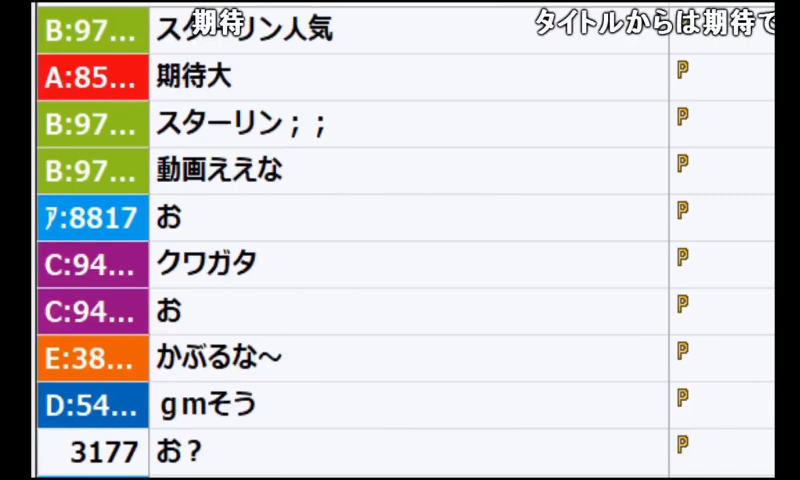 期待
タイトルからは期待で
B:97... スターリン人気
A:85... 期待大 P
B:97... スターリン；； P
B:97... 動画ええな P
ｱ:8817 お P
C:94... クワガタ P
C:94... お P
E:38... かぶるな～ P
D:54... ｇｍそう P
3177 お？ P